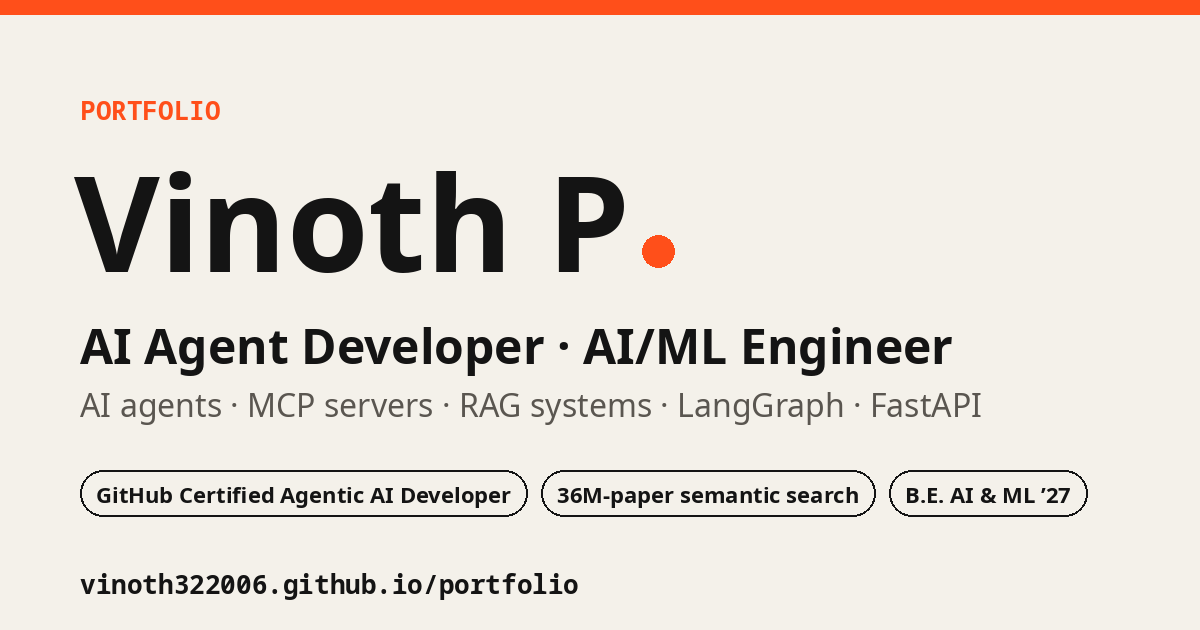 PORTFOLIO
Vinoth P.
AI Agent Developer · AI/ML Engineer
AI agents · MCP servers · RAG systems · LangGraph · FastAPI
GitHub Certified Agentic AI Developer 36M-paper semantic search B.E. AI & ML ’27
vinoth322006.github.io/portfolio